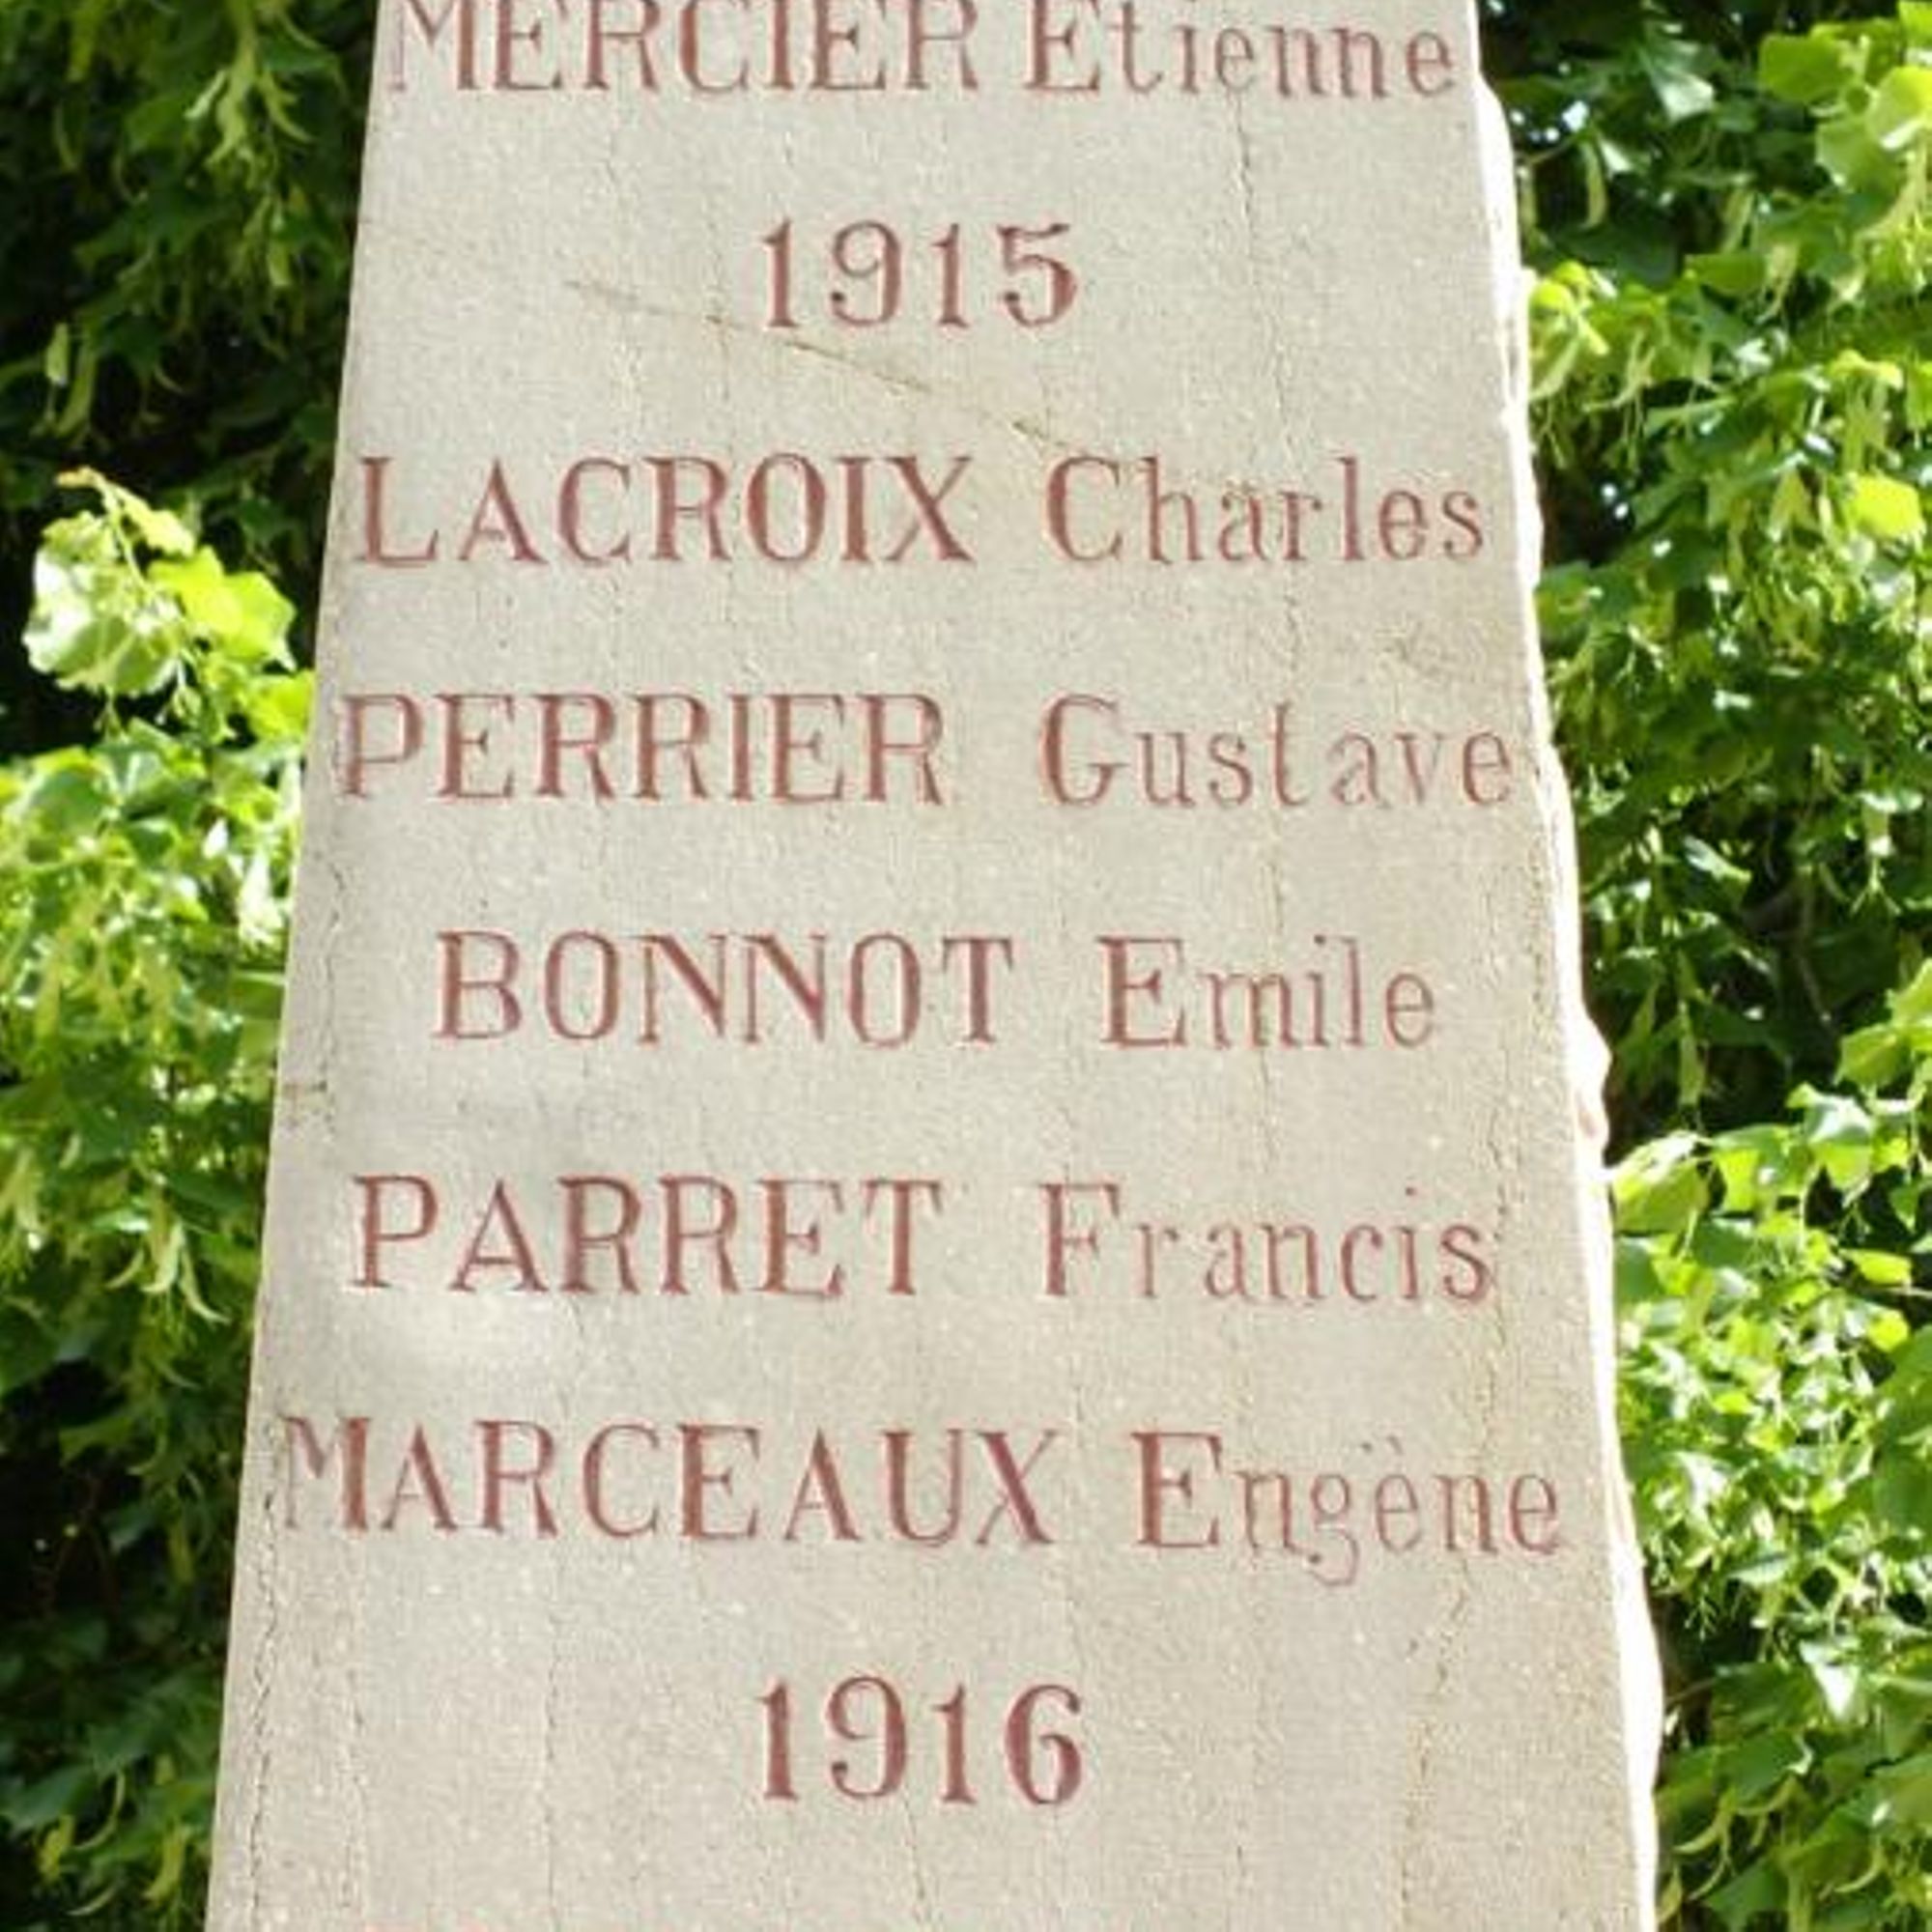 MERCIER Etienne
1915
LACROIX Charles
PERRIER Gustave
BONNOT Emile
PARRET Francis
MARCEAUX Engène
1916